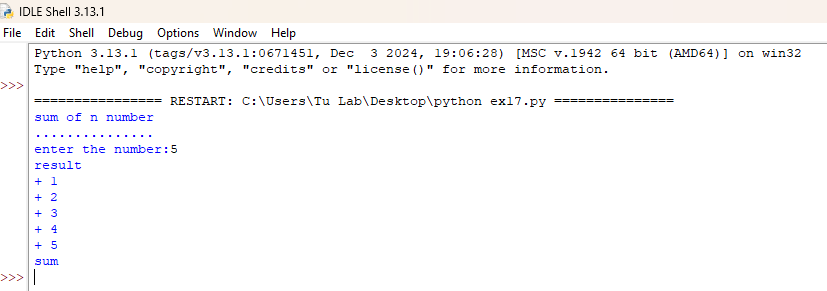 IDLE Shell 3.13.1
File Edit Shell Debug Options Window Help
Python 3.13.1 (tags/v3.13.1:0671451, Dec  3 2024, 19:06:28) [MSC v.1942 64 bit (AMD64)] on win32
Type "help", "copyright", "credits" or "license()" for more information.
>>>
================ RESTART: C:\Users\Tu Lab\Desktop\python ex17.py ===============
sum of n number
...............
enter the number:5
result
+ 1
+ 2
+ 3
+ 4
+ 5
sum
>>>